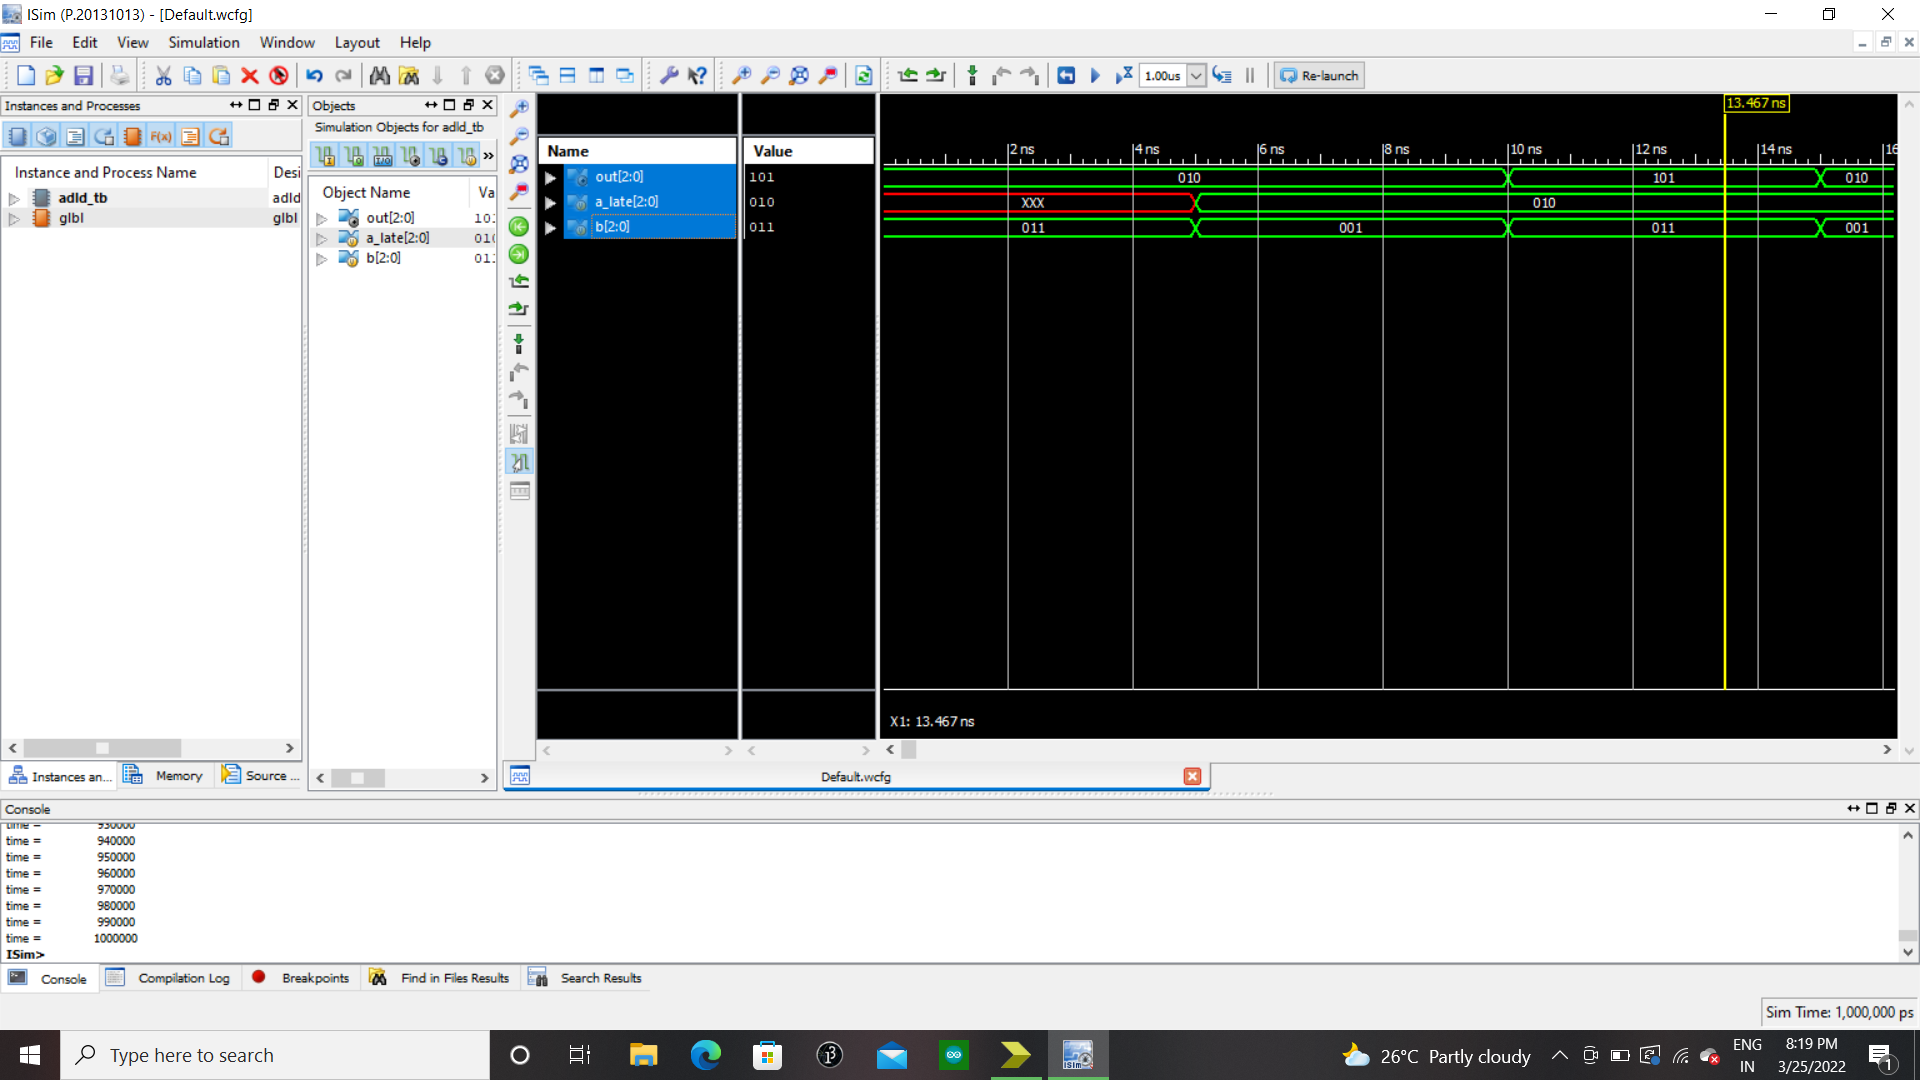 ISim (P.20131013) - [Default.wcfg]
File Edit View Simulation Window Layout Help
1.00us Re-launch
Instances and Processes
Instance and Process Name Desi
adld_tb adld
glbl glbl
Instances an... Memory Source ...
Objects
Simulation Objects for adld_tb
Object Name Va
out[2:0] 10
a_late[2:0] 010
b[2:0] 01
Name Value
out[2:0] 101
a_late[2:0] 010
b[2:0] 011
13.467 ns
2 ns 4 ns 6 ns 8 ns 10 ns 12 ns 14 ns 16
010 101 010
XXX 010
011 001 011 001
X1: 13.467 ns
Default.wcfg
Console
time = 930000
time = 940000
time = 950000
time = 960000
time = 970000
time = 980000
time = 990000
time = 1000000
ISim>
Console Compilation Log Breakpoints Find in Files Results Search Results
Sim Time: 1,000,000 ps
Type here to search
26°C Partly cloudy
ENG
IN
8:19 PM
3/25/2022
1